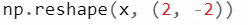 np.reshape(x, (2, -2))